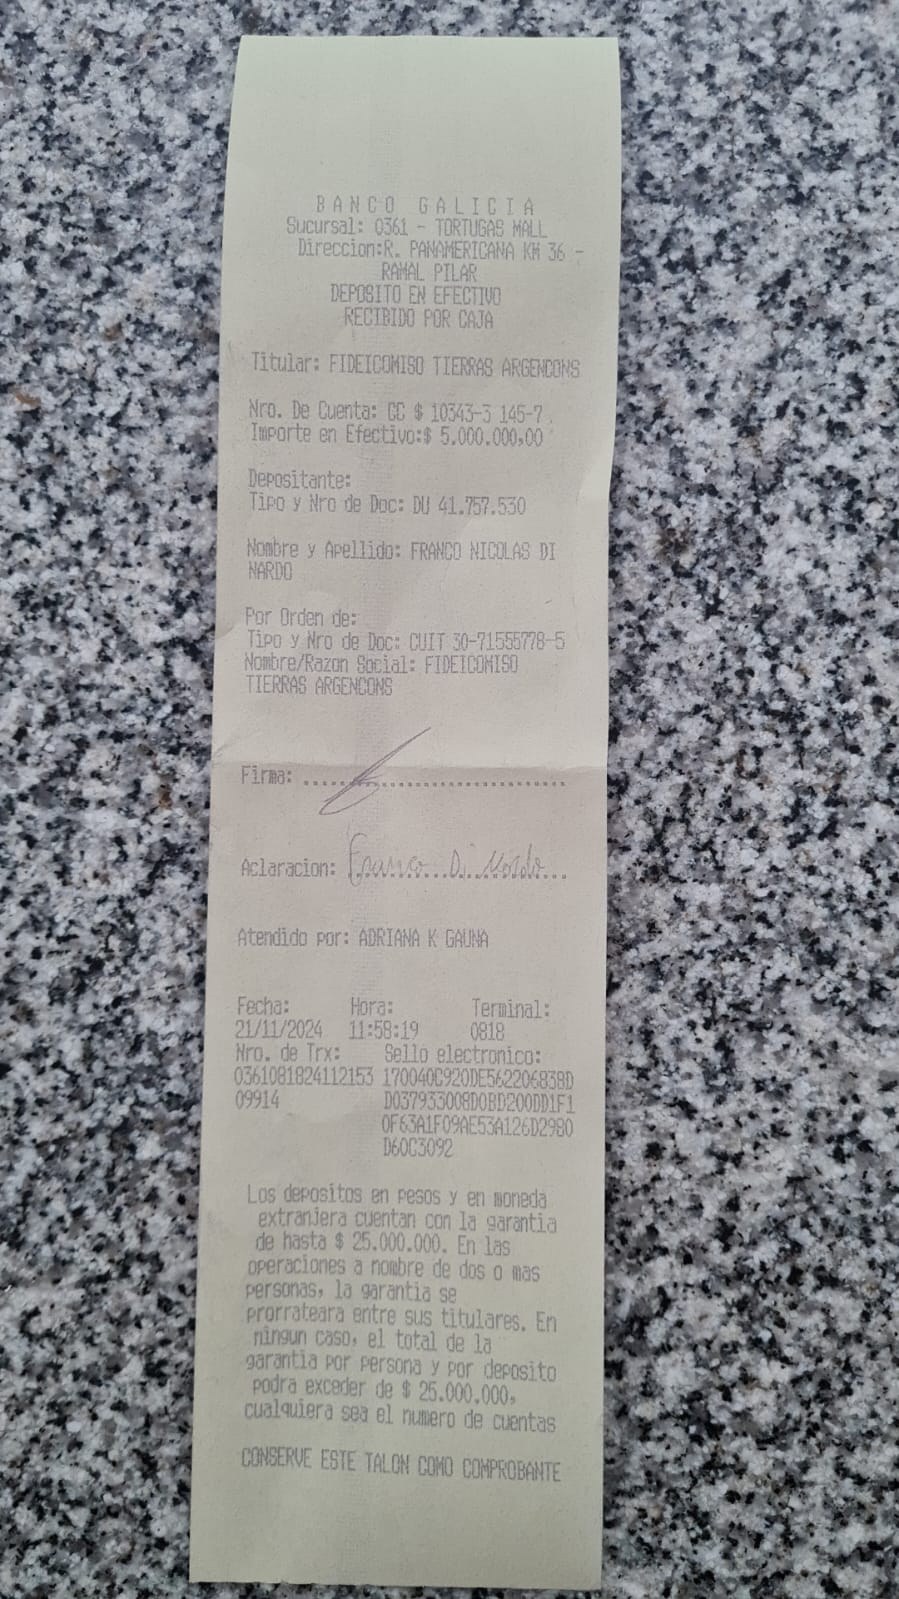 BANCO GALICIA
Sucursal: 0361 - TORTUGAS MALL
Direccion:R. PANAMERICANA KM 36 -
RAMAL PILAR
DEPOSITO EN EFECTIVO
RECIBIDO POR CAJA
Titular: FIDEICOMISO TIERRAS ARGENCONS
Nro. De Cuenta: CC $ 10343-3 145-7
Importe en Efectivo:$ 5.000.000,00
Depositante:
Tipo y Nro de Doc: DU 41.757.530
Nombre y Apellido: FRANCO NICOLAS DI
NARDO
Por Orden de:
Tipo y Nro de Doc: CUIT 30-71555778-5
Nombre/Razon Social: FIDEICOMISO
TIERRAS ARGENCONS
Firma:
Aclaracion: Franco Di Nardo
Atendido por: ADRIANA K GAUNA
Fecha: Hora: Terminal:
21/11/2024 11:58:19 0818
Nro. de Trx: Sello electronico:
0361081824112153 170040C920DE562206838D
09914 D037933008D0BD200DD1F1
0F63A1F09AE53A126D2980
D60C3092
Los depositos en pesos y en moneda
extranjera cuentan con la garantia
de hasta $ 25.000.000. En las
operaciones a nombre de dos o mas
personas, la garantia se
prorrateara entre sus titulares. En
ningun caso, el total de la
garantia por persona y por deposito
podra exceder de $ 25.000.000,
cualquiera sea el numero de cuentas
CONSERVE ESTE TALON COMO COMPROBANTE